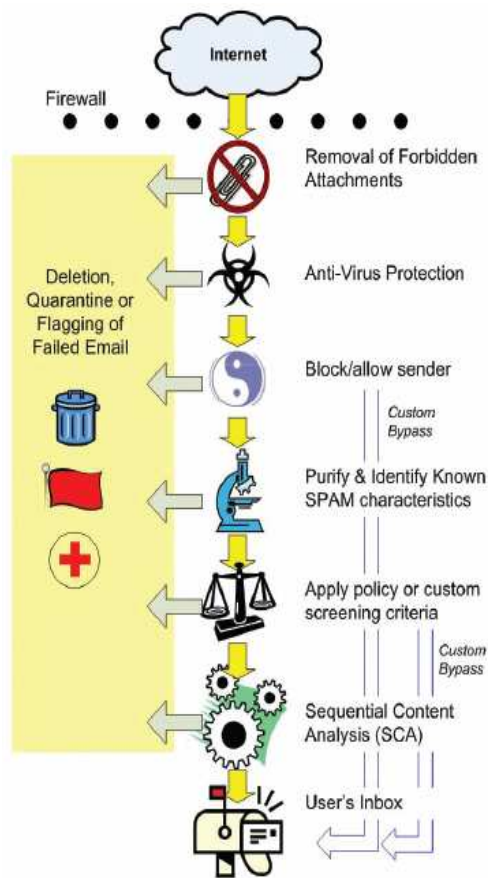 Internet
Firewall
Removal of Forbidden
Attachments
Anti-Virus Protection
Deletion,
Quarantine or
Flagging of
Failed Email
Block/allow sender
Custom
Bypass
Purify & Identify Known
SPAM characteristics
Apply policy or custom
screening criteria
Custom
Bypass
Sequential Content
Analysis (SCA)
User's Inbox